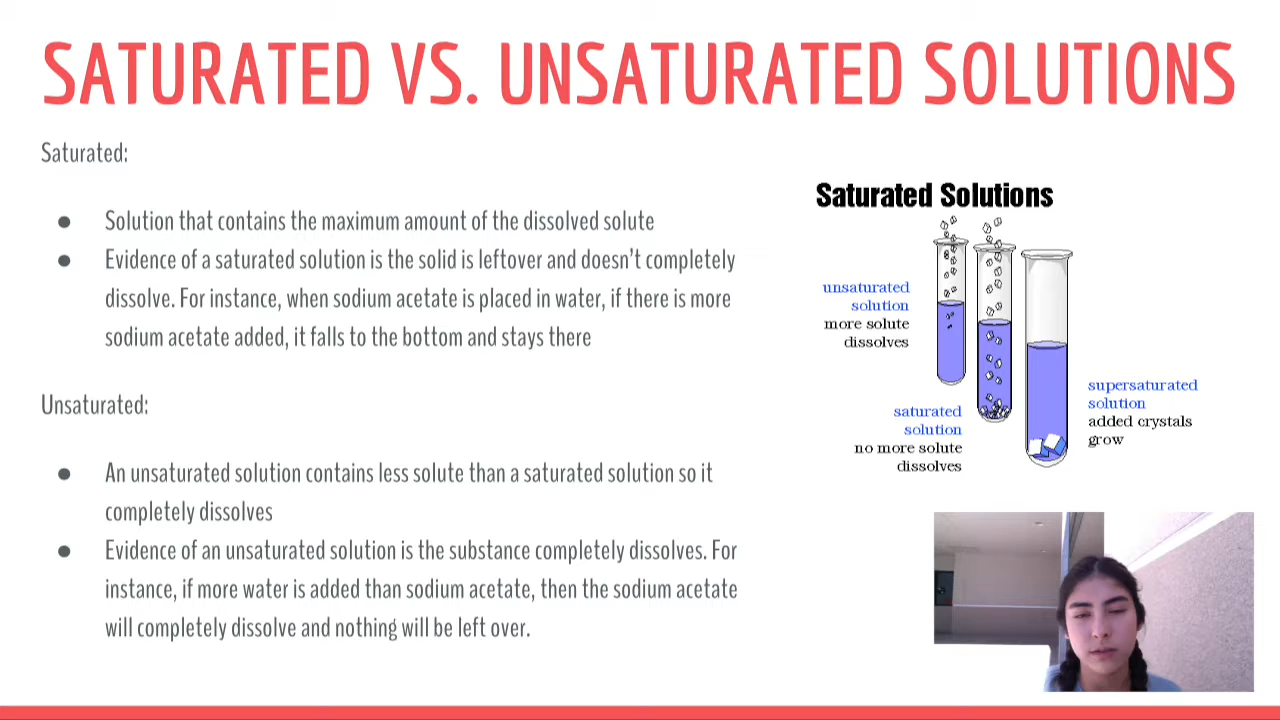 SATURATED VS. UNSATURATED SOLUTIONS
Saturated:
● Solution that contains the maximum amount of the dissolved solute
● Evidence of a saturated solution is the solid is leftover and doesn't completely
dissolve. For instance, when sodium acetate is placed in water, if there is more
sodium acetate added, it falls to the bottom and stays there
Unsaturated:
● An unsaturated solution contains less solute than a saturated solution so it
completely dissolves
● Evidence of an unsaturated solution is the substance completely dissolves. For
instance, if more water is added than sodium acetate, then the sodium acetate
will completely dissolve and nothing will be left over.
Saturated Solutions
unsaturated
solution
more solute
dissolves
saturated
solution
no more solute
dissolves
supersaturated
solution
added crystals
grow